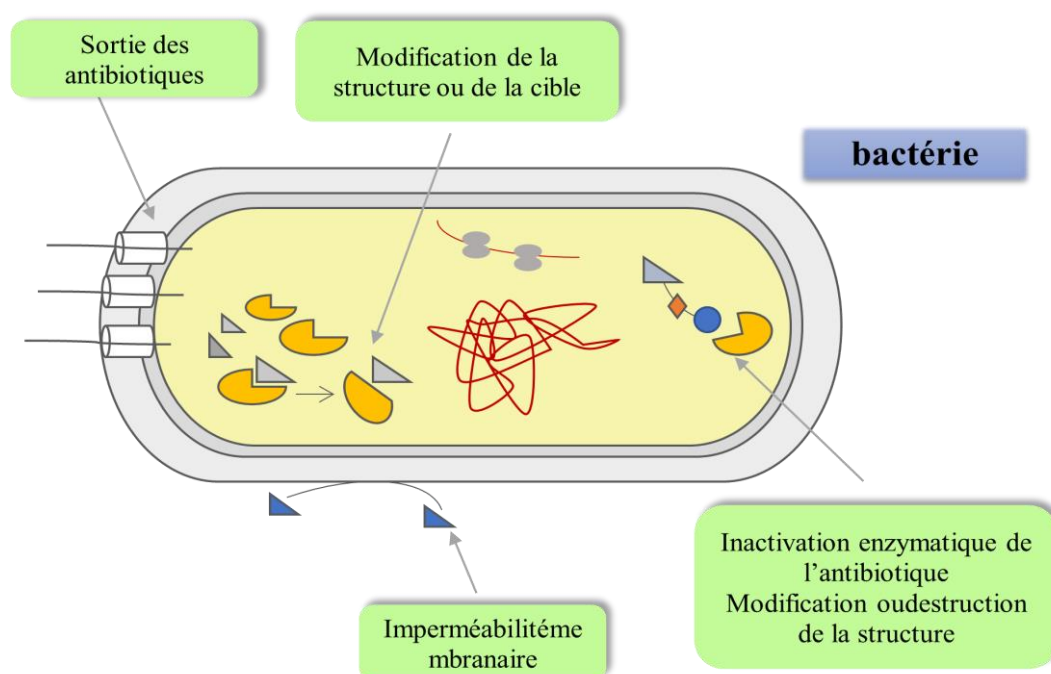 Sortie des
antibiotiques
Modification de la
structure ou de la cible
bactérie
Inactivation enzymatique de
l'antibiotique
Modification oudestruction
de la structure
Imperméabilitéme
mbranaire